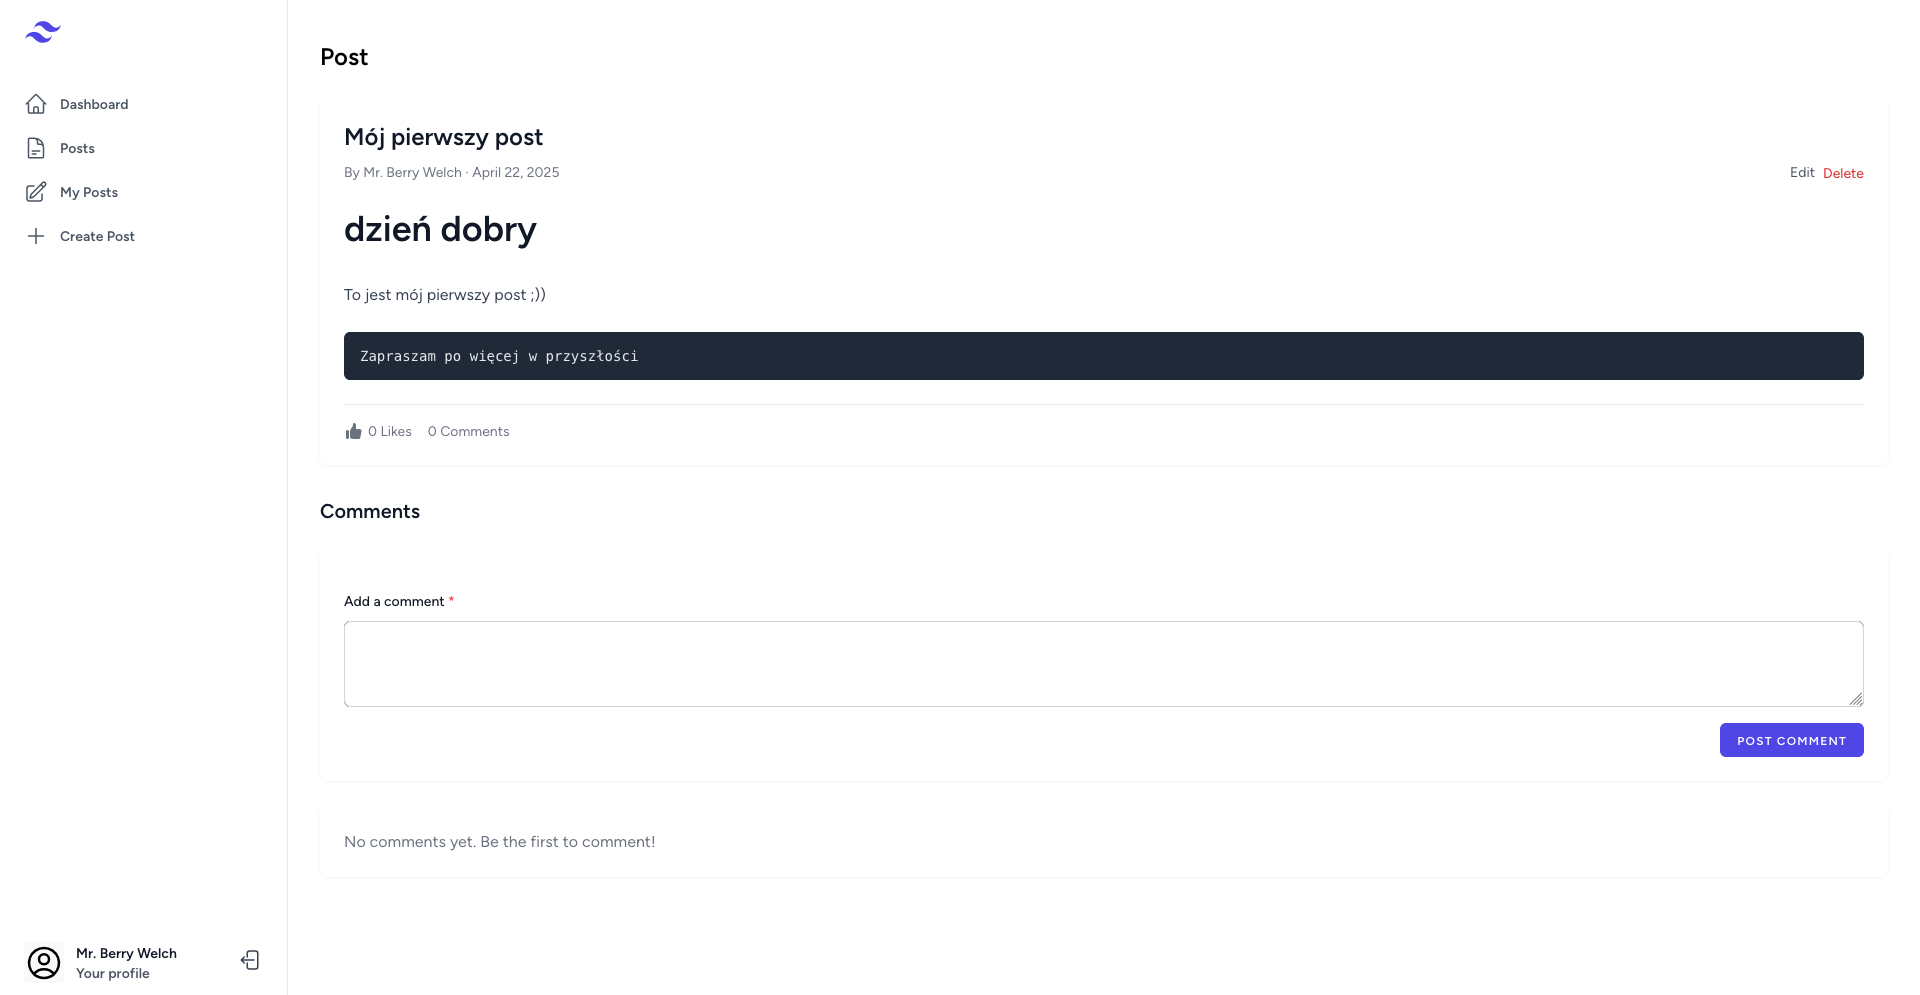 Dashboard
Posts
My Posts
Create Post
Mr. Berry Welch
Your profile
Post
Mój pierwszy post
By Mr. Berry Welch · April 22, 2025
Edit Delete
dzień dobry
To jest mój pierwszy post ;))
Zapraszam po więcej w przyszłości
0 Likes 0 Comments
Comments
Add a comment *
POST COMMENT
No comments yet. Be the first to comment!